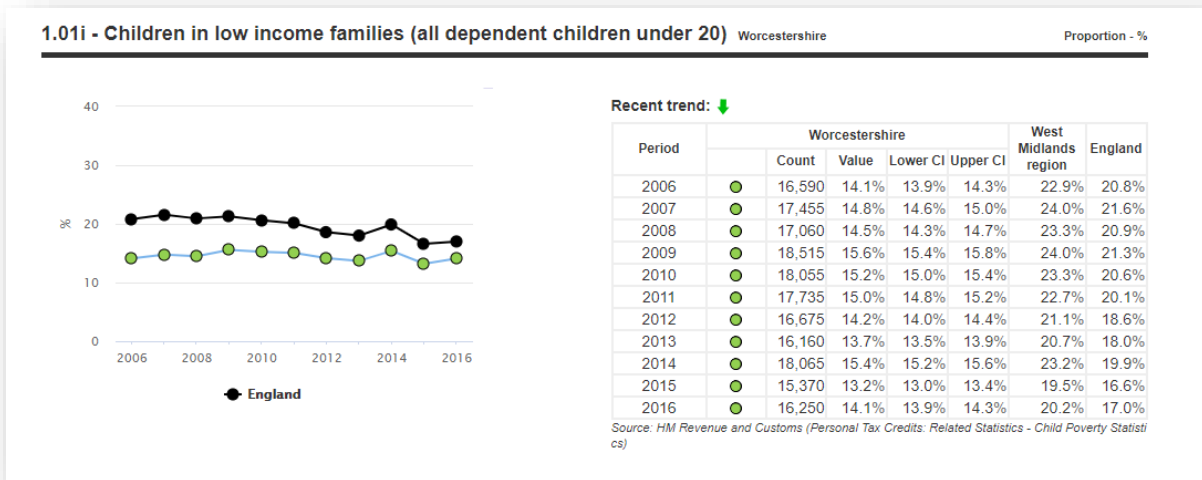 1.01i - Children in low income families (all dependent children under 20) Worcestershire Proportion - %
40
30
20
10
0
%
2006 2008 2010 2012 2014 2016
England
Recent trend:
Period Worcestershire West Midlands region England
Count Value Lower CI Upper CI
2006 16,590 14.1% 13.9% 14.3% 22.9% 20.8%
2007 17,455 14.8% 14.6% 15.0% 24.0% 21.6%
2008 17,060 14.5% 14.3% 14.7% 23.3% 20.9%
2009 18,515 15.6% 15.4% 15.8% 24.0% 21.3%
2010 18,055 15.2% 15.0% 15.4% 23.3% 20.6%
2011 17,735 15.0% 14.8% 15.2% 22.7% 20.1%
2012 16,675 14.2% 14.0% 14.4% 21.1% 18.6%
2013 16,160 13.7% 13.5% 13.9% 20.7% 18.0%
2014 18,065 15.4% 15.2% 15.6% 23.2% 19.9%
2015 15,370 13.2% 13.0% 13.4% 19.5% 16.6%
2016 16,250 14.1% 13.9% 14.3% 20.2% 17.0%
Source: HM Revenue and Customs (Personal Tax Credits: Related Statistics - Child Poverty Statisti
cs)